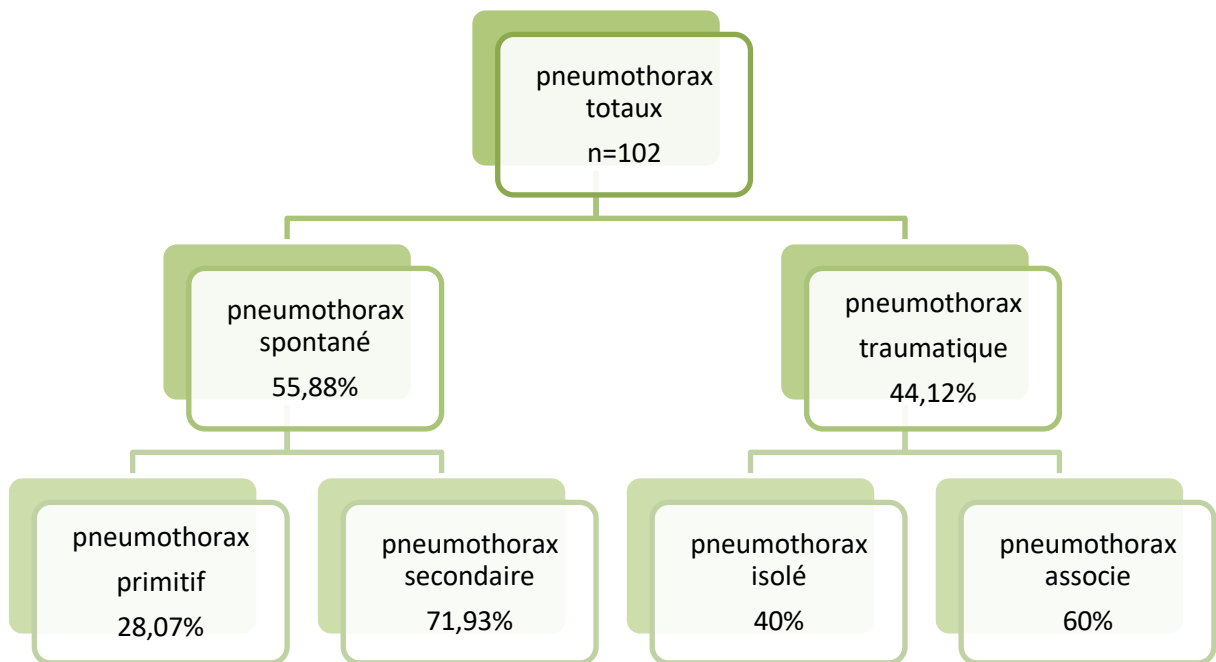 pneumothorax
totaux
n=102
pneumothorax
spontané
55,88%
pneumothorax
traumatique
44,12%
pneumothorax
primitif
28,07%
pneumothorax
secondaire
71,93%
pneumothorax
isolé
40%
pneumothorax
associe
60%